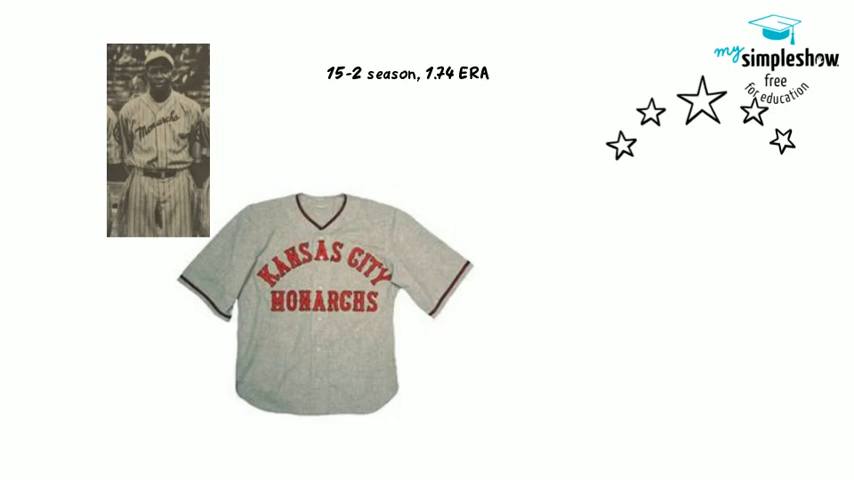 my
simpleshow
free
for education
15-2 season, 1.74 ERA
Monarchs
KANSAS CITY
MONARCHS